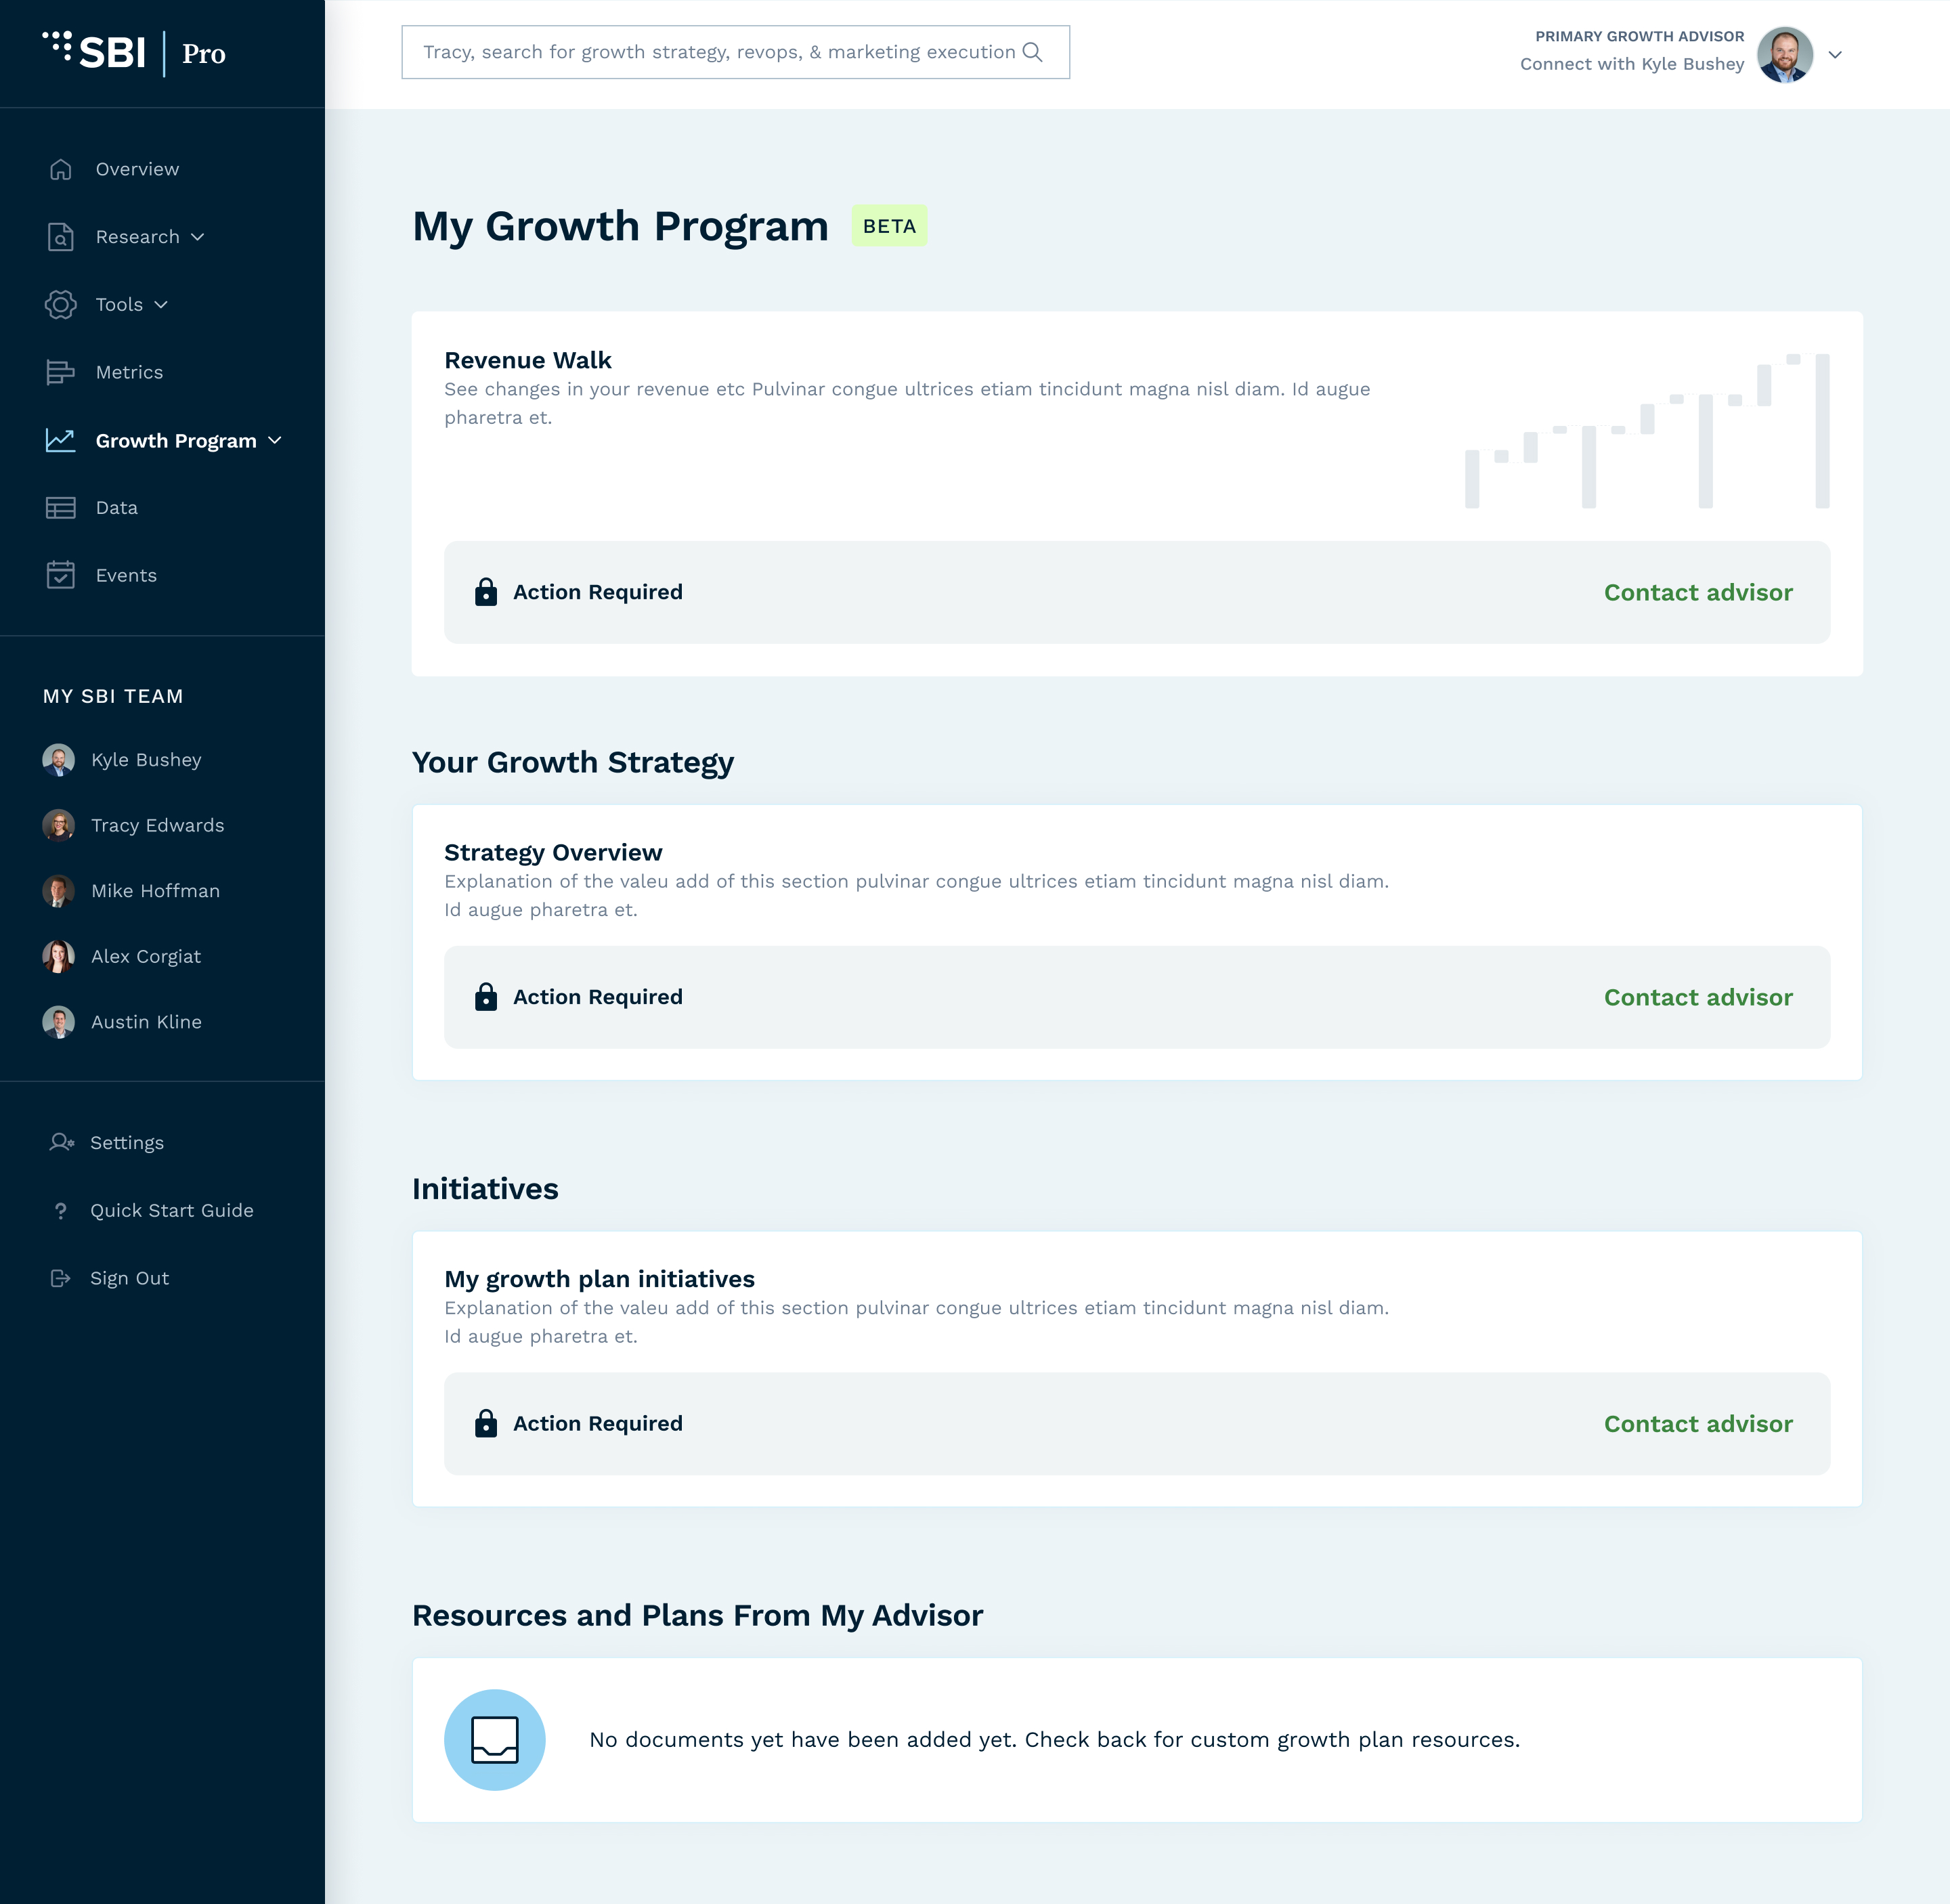 SBI | Pro
Tracy, search for growth strategy, revops, & marketing execution
PRIMARY GROWTH ADVISOR
Connect with Kyle Bushey
Overview
Research
Tools
Metrics
Growth Program
Data
Events
MY SBI TEAM
Kyle Bushey
Tracy Edwards
Mike Hoffman
Alex Corgiat
Austin Kline
Settings
Quick Start Guide
Sign Out
My Growth Program BETA
Revenue Walk
See changes in your revenue etc Pulvinar congue ultrices etiam tincidunt magna nisl diam. Id augue
pharetra et.
Action Required
Contact advisor
Your Growth Strategy
Strategy Overview
Explanation of the valeu add of this section pulvinar congue ultrices etiam tincidunt magna nisl diam.
Id augue pharetra et.
Action Required
Contact advisor
Initiatives
My growth plan initiatives
Explanation of the valeu add of this section pulvinar congue ultrices etiam tincidunt magna nisl diam.
Id augue pharetra et.
Action Required
Contact advisor
Resources and Plans From My Advisor
No documents yet have been added yet. Check back for custom growth plan resources.